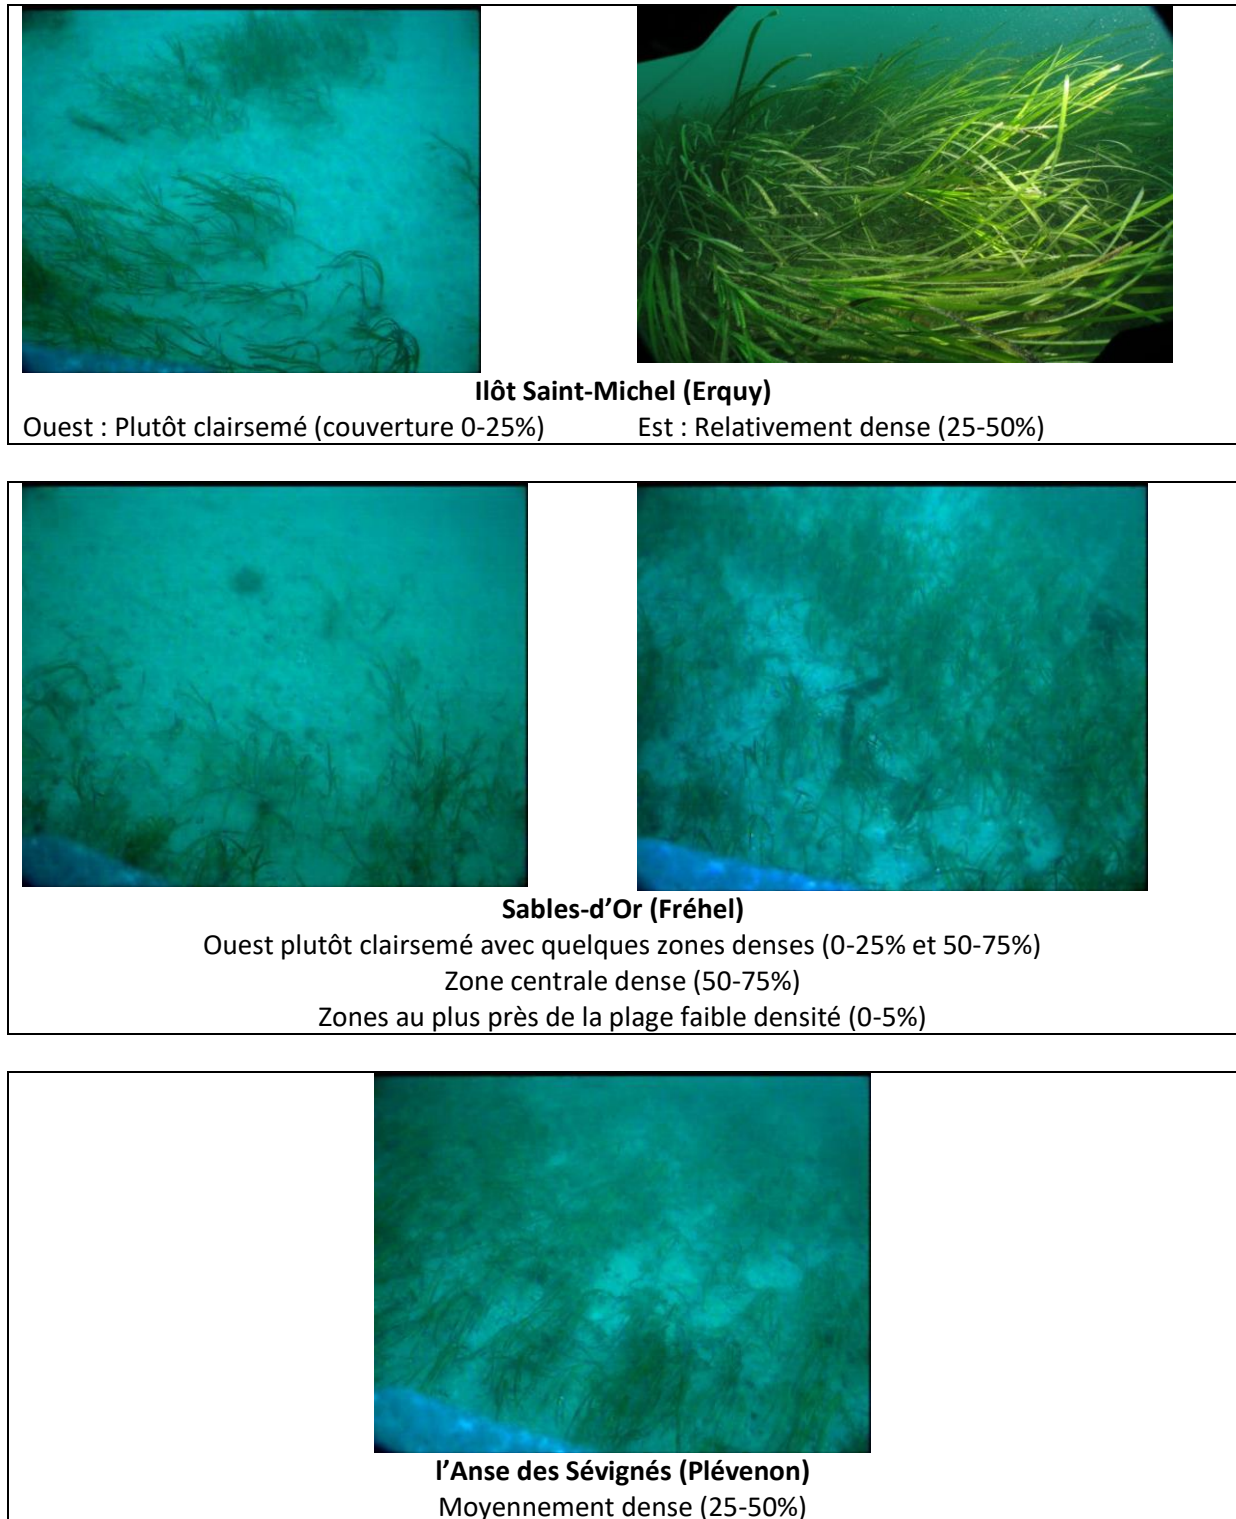 Ilôt Saint-Michel (Erquy)
Ouest : Plutôt clairsemé (couverture 0-25%) Est : Relativement dense (25-50%)
Sables-d’Or (Fréhel)
Ouest plutôt clairsemé avec quelques zones denses (0-25% et 50-75%)
Zone centrale dense (50-75%)
Zones au plus près de la plage faible densité (0-5%)
l’Anse des Sévignés (Plévenon)
Moyennement dense (25-50%)